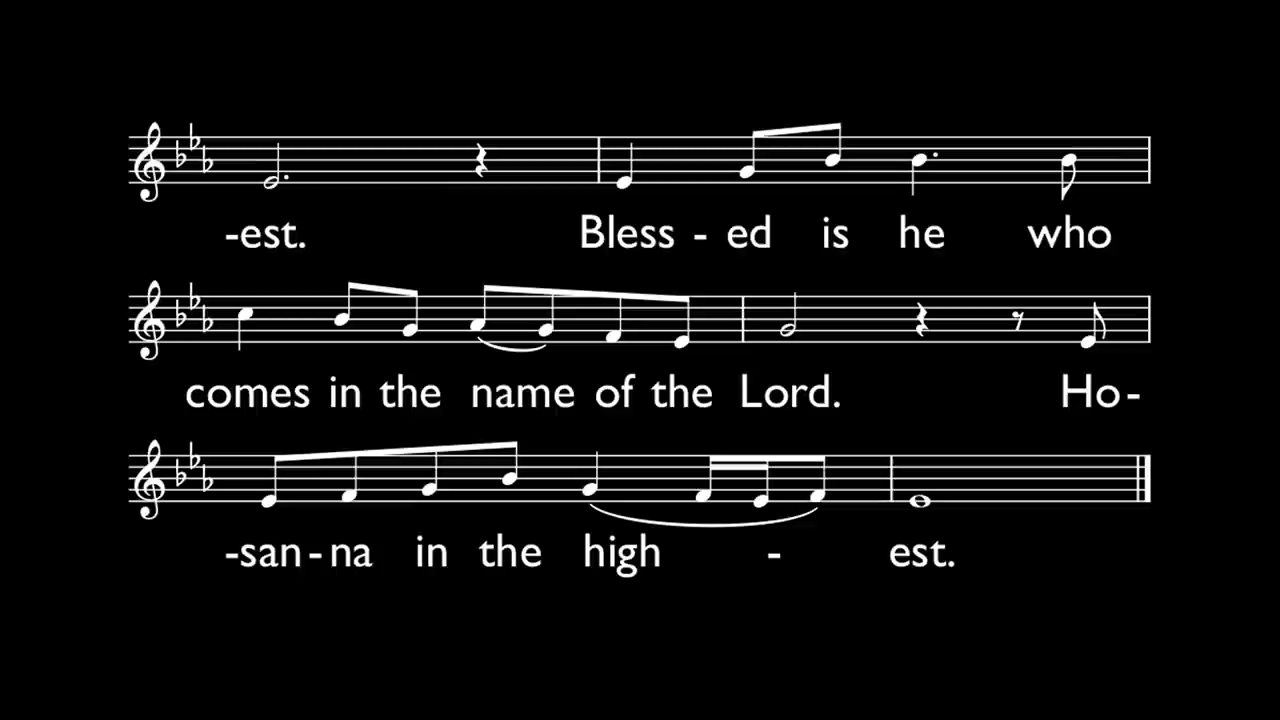 -est. Bless - ed is he who
comes in the name of the Lord. Ho-
-san-na in the high - est.